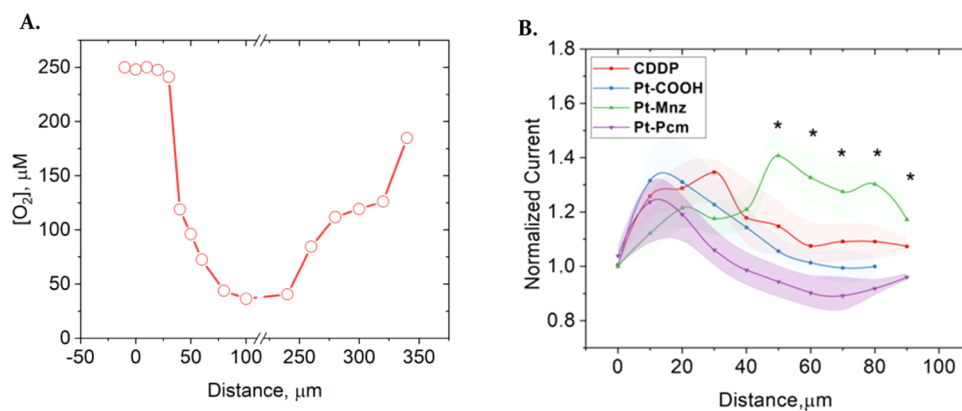 A.
250
200
150
100
50
0
[O₂], μM
-50 0 50 100 250 300 350
Distance, μm
B.
1.8
1.6
1.4
1.2
1.0
0.8
Normalized Current
CDDP
Pt-COOH
Pt-Mnz
Pt-Pcm
* * * * *
0 20 40 60 80 100
Distance,μm